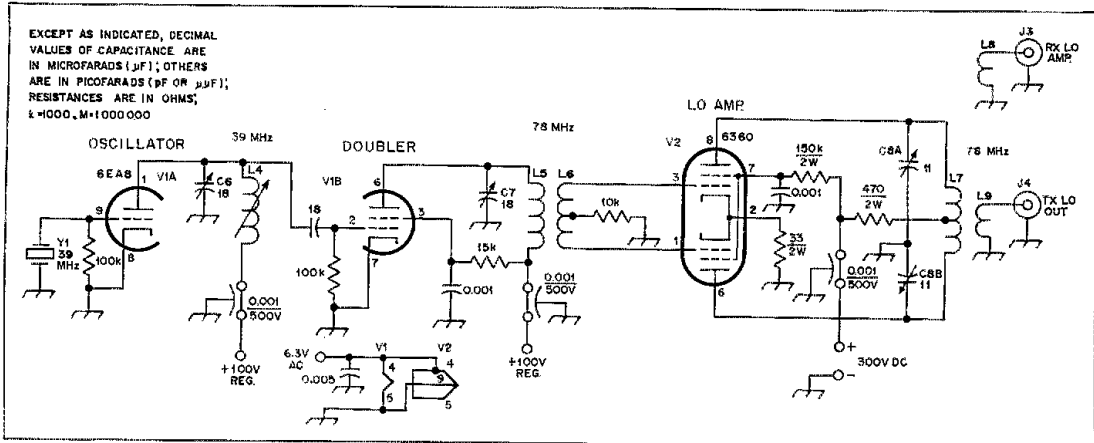 EXCEPT AS INDICATED, DECIMAL
VALUES OF CAPACITANCE ARE
IN MICROFARADS (µF); OTHERS
ARE IN PICOFARADS (pF OR µµF);
RESISTANCES ARE IN OHMS;
k=1000, M=1000000
OSCILLATOR
39 MHz
6EA8
V1A
1
9
8
Y1
39
MHz
100k
C6
18
L4
0.001
500V
+100V
REG.
DOUBLER
V1B
18
100k
6
2
3
7
15k
0.001
C7
18
78 MHz
L5
L6
0.001
500V
+100V
REG.
10k
6.3V
AC
0.005
V1
4
5
V2
4
9
5
LO AMP.
V2
8
6360
3
7
2
1
6
150k
2W
0.001
33
2W
470
2W
0.001
500V
+
-
300V DC
C8A
11
C8B
11
L7
78 MHz
L8
J3
RX LO
AMP.
L9
J4
TX LO
OUT